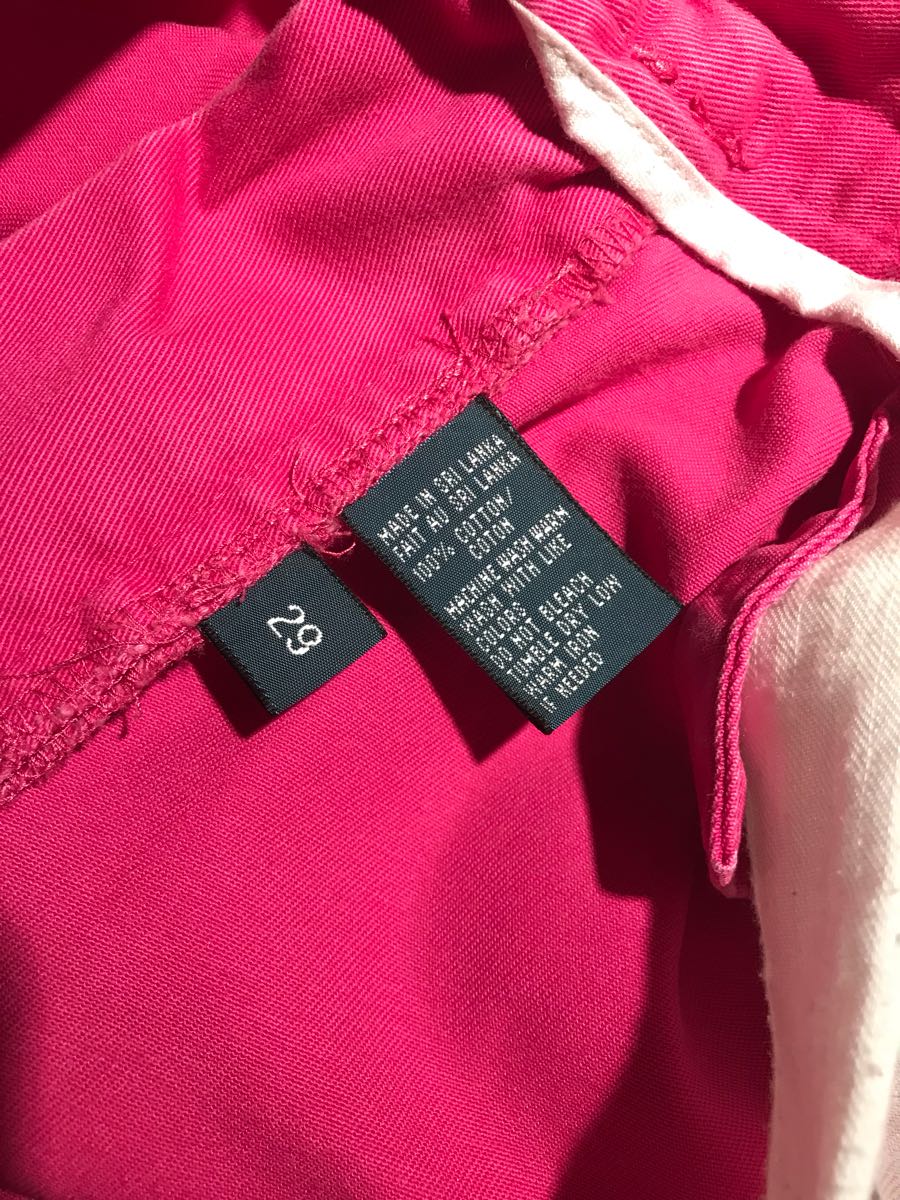 MADE IN SRI LANKA
FAIT AU SRI LANKA
100% COTTON/
COTON
MACHINE WASH WARM
WASH WITH LIKE
COLORS
DO NOT BLEACH
TUMBLE DRY LOW
WARM IRON
IF NEEDED
29